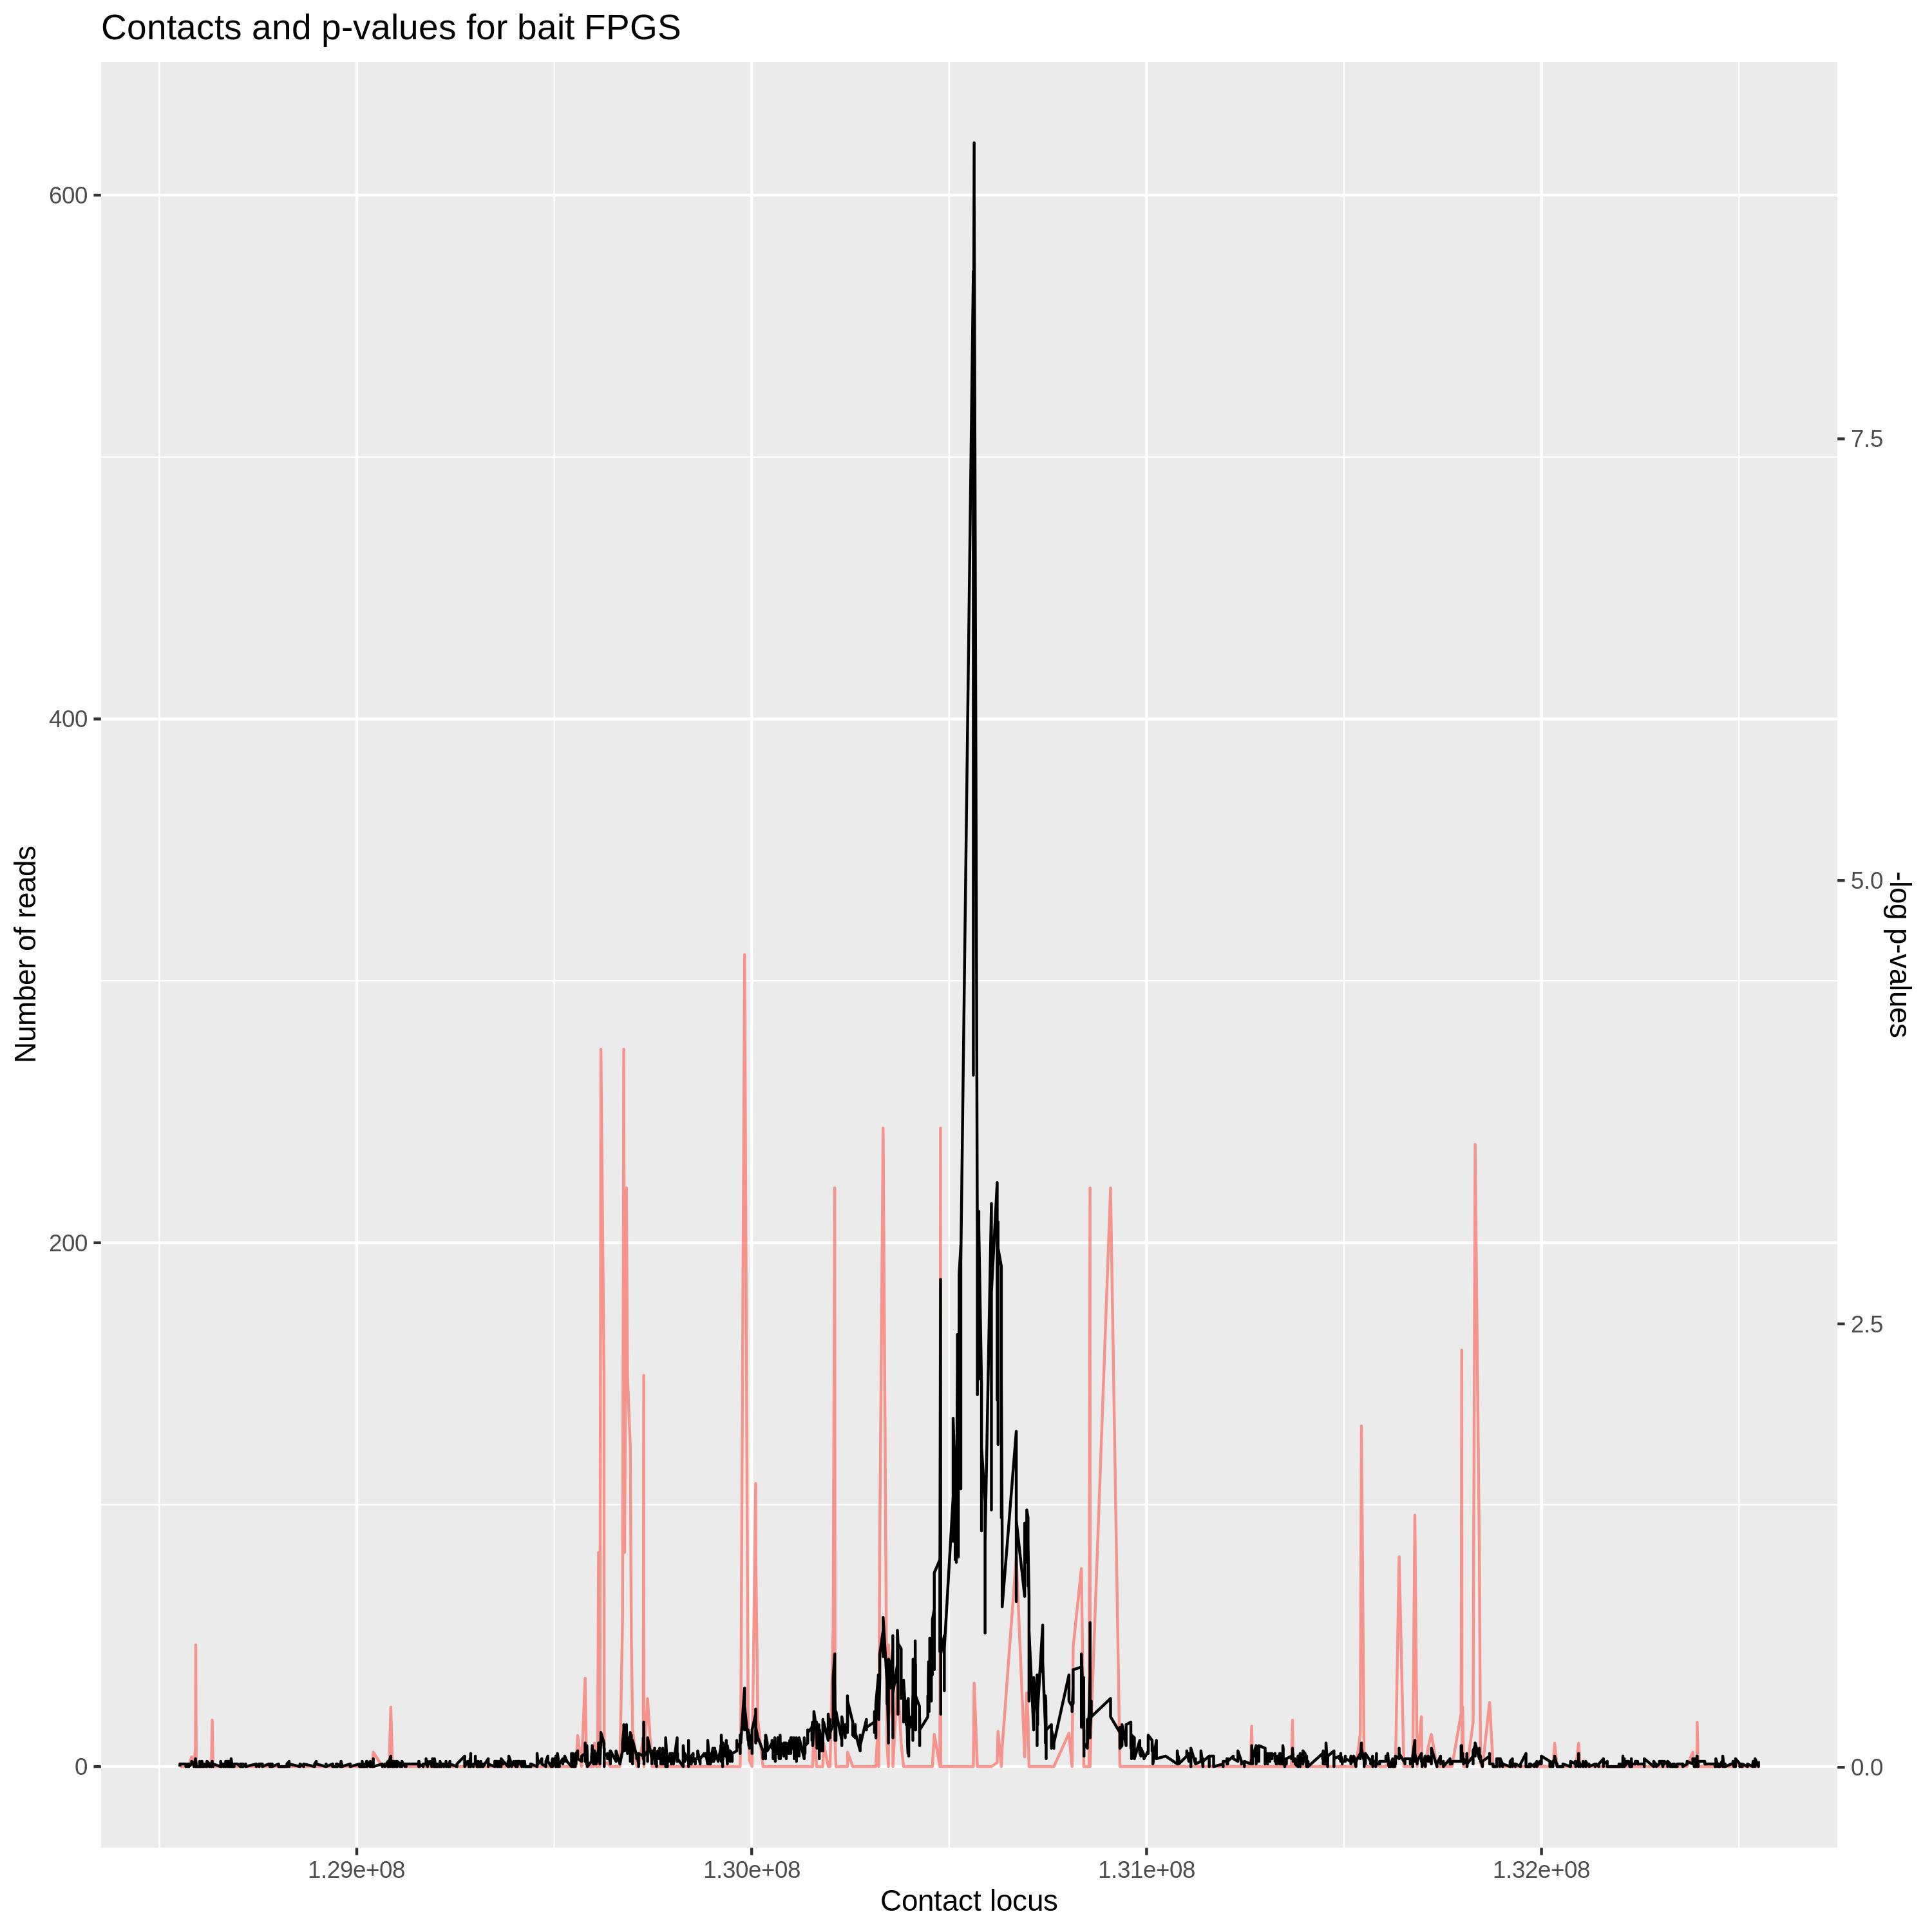 Contacts and p-values for bait FPGS
600
400
200
0
Number of reads
7.5
5.0
2.5
0.0
-log p-values
1.29e+08
1.30e+08
1.31e+08
1.32e+08
Contact locus